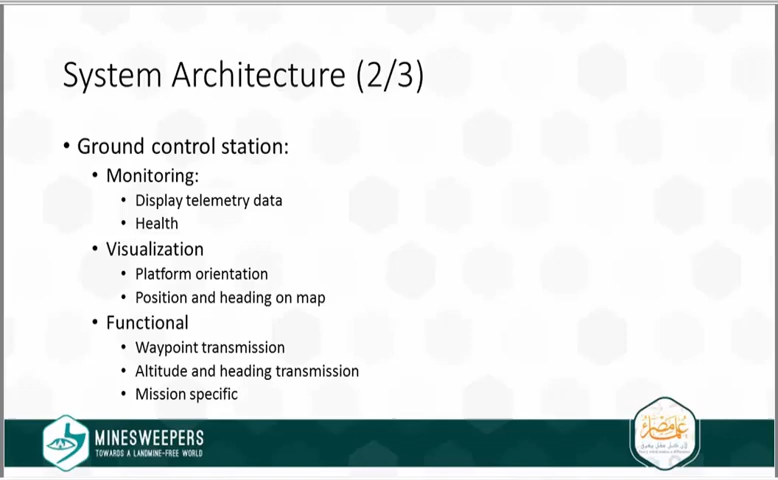 System Architecture (2/3)
• Ground control station:
• Monitoring:
• Display telemetry data
• Health
• Visualization
• Platform orientation
• Position and heading on map
• Functional
• Waypoint transmission
• Altitude and heading transmission
• Mission specific
MINESWEEPERS
TOWARDS A LANDMINE-FREE WORLD